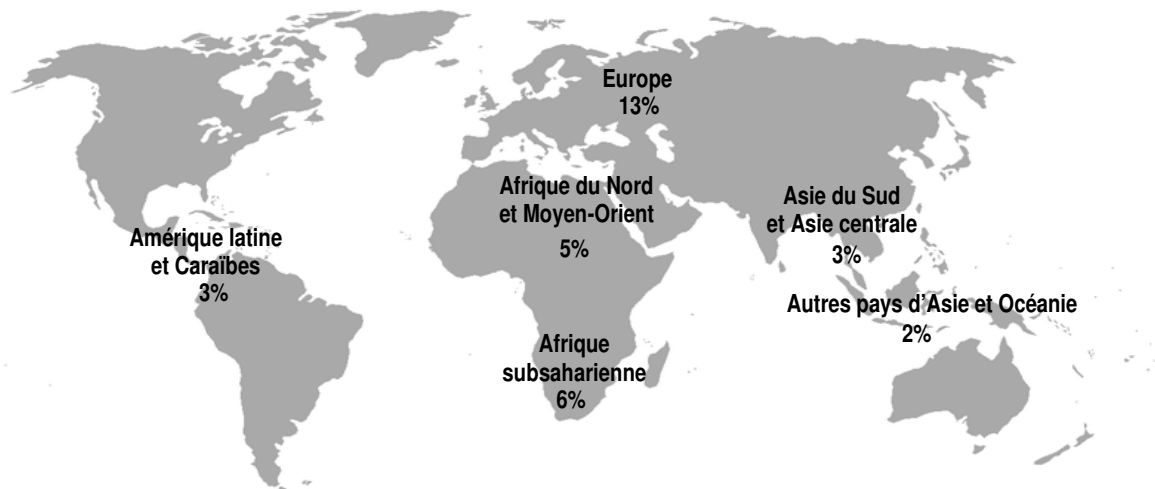 Europe
13%
Afrique du Nord
et Moyen-Orient
5%
Asie du Sud
et Asie centrale
3%
Amérique latine
et Caraïbes
3%
Autres pays d'Asie et Océanie
2%
Afrique
subsaharienne
6%